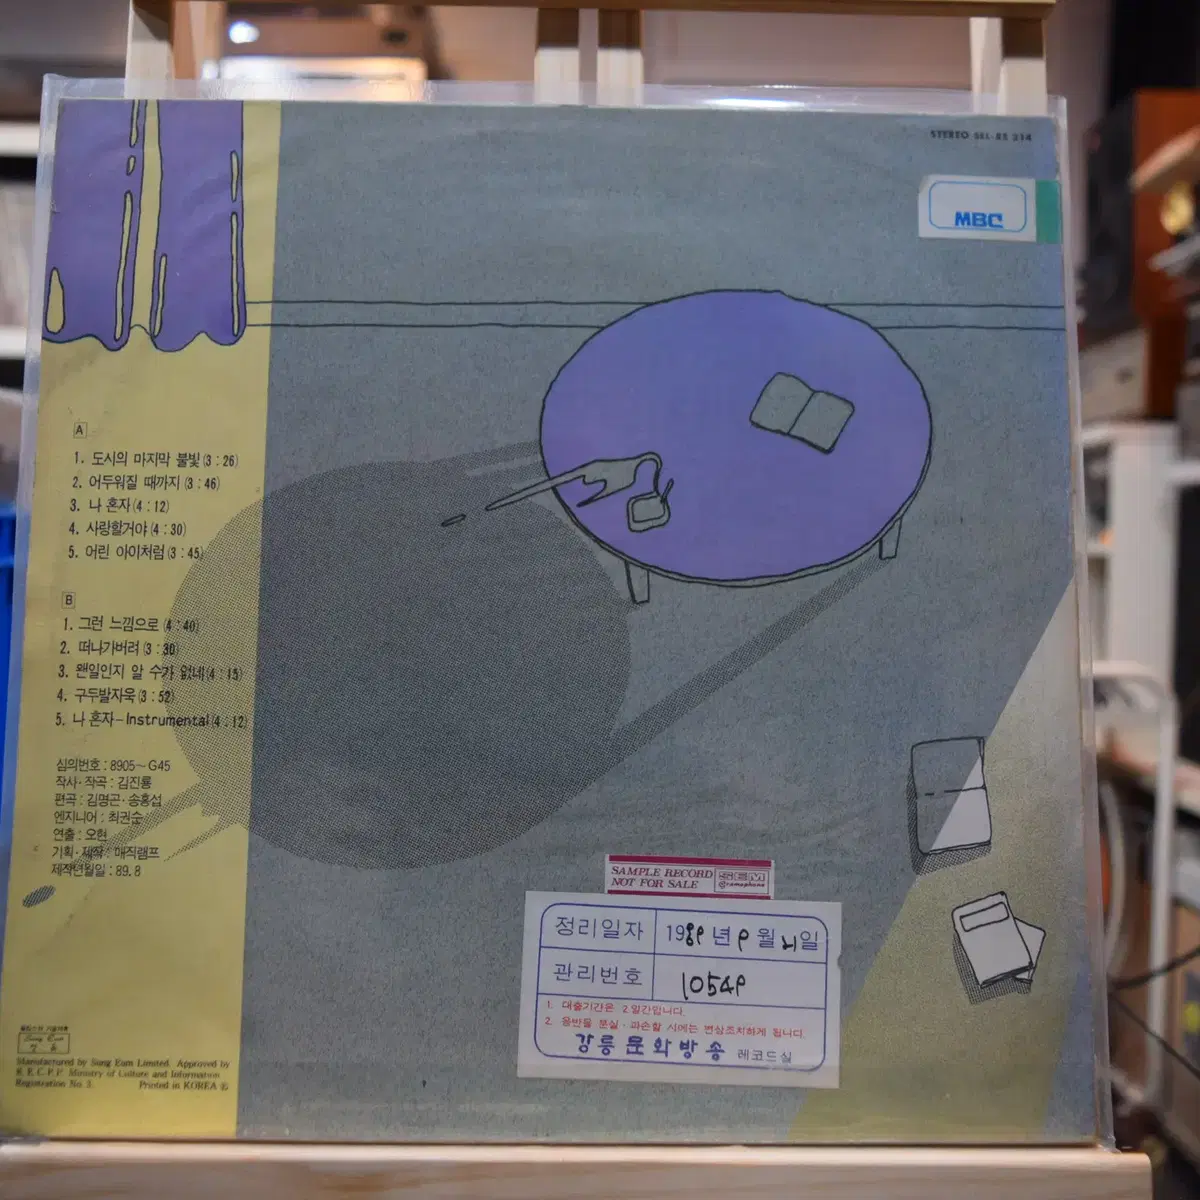 STEREO SEL-RE 214
MBC
A
1. 도시의 마지막 불빛(3 : 26)
2. 어두워질 때까지(3 : 46)
3. 나 혼자(4 : 12)
4. 사랑할거야(4 : 30)
5. 어린 아이처럼(3 : 45)
B
1. 그런 느낌으로(4 : 40)
2. 떠나가버려(3 : 30)
3. 왠일인지 알 수가 없네(4 : 15)
4. 구두발자욱(3 : 52)
5. 나 혼자-Instrumental(4 : 12)
심의번호 : 8905~G45
작사·작곡 : 김진룡
편곡 : 김명곤·송홍섭
엔지니어 : 최권순
연출 : 오현
기획·제작 : 매직램프
제작년월일 : 89. 8
SAMPLE RECORD
NOT FOR SALE
정리일자 1989 년 9 월 21 일
관리번호 10549
1. 대출기간은 2일간입니다.
2. 음반을 분실·파손할 시에는 변상조치하게 됩니다.
강릉문화방송 레코드실
Sung Eum
Manufactured by Sung Eum Limited. Approved by
R.E.C.P.P. Ministry of Culture and Information
Registration No 3. Printed in KOREA